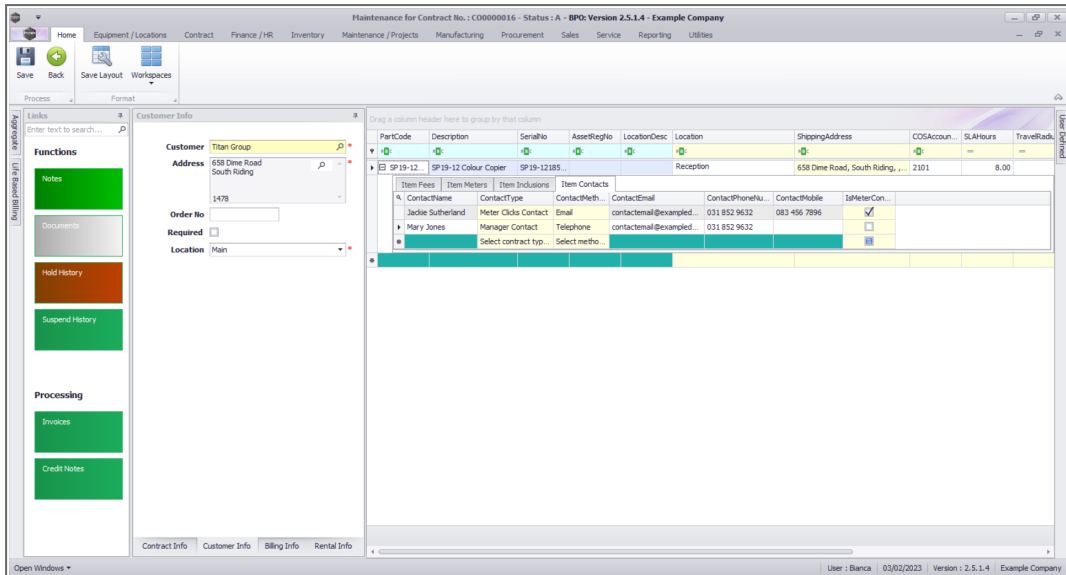 Maintenance for Contract No. : CO0000016 - Status : A - BPO: Version 2.5.1.4 - Example Company
Home Equipment / Locations Contract Finance / HR Inventory Maintenance / Projects Manufacturing Procurement Sales Service Reporting Utilities
Save Back Save Layout Workspaces
Process Format
Aggregate
Life Based Billing
Links
Enter text to search...
Functions
Notes
Documents
Hold History
Suspend History
Processing
Invoices
Credit Notes
Customer Info
Customer Titan Group *
Address 658 Dime Road *
South Riding
1478
Order No
Required
Location Main *
Contract Info Customer Info Billing Info Rental Info
Drag a column header here to group by that column
PartCode Description SerialNo AssetRegNo LocationDesc Location ShippingAddress COSAccoun... SLAHours TravelRadiu
SP19-12... SP19-12 Colour Copier SP19-12185... Reception 658 Dime Road, South Riding, ,... 2101 8.00
Item Fees Item Meters Item Inclusions Item Contacts
ContactName ContactType ContactMeth... ContactEmail ContactPhoneNu... ContactMobile IsMeterCon...
Jackie Sutherland Meter Clicks Contact Email contactemail@exampled... 031 852 9632 083 456 7896
Mary Jones Manager Contact Telephone contactemail@exampled... 031 852 9632
Select contract typ... Select metho...
User Defined
Open Windows User : Bianca 03/02/2023 Version : 2.5.1.4 Example Company